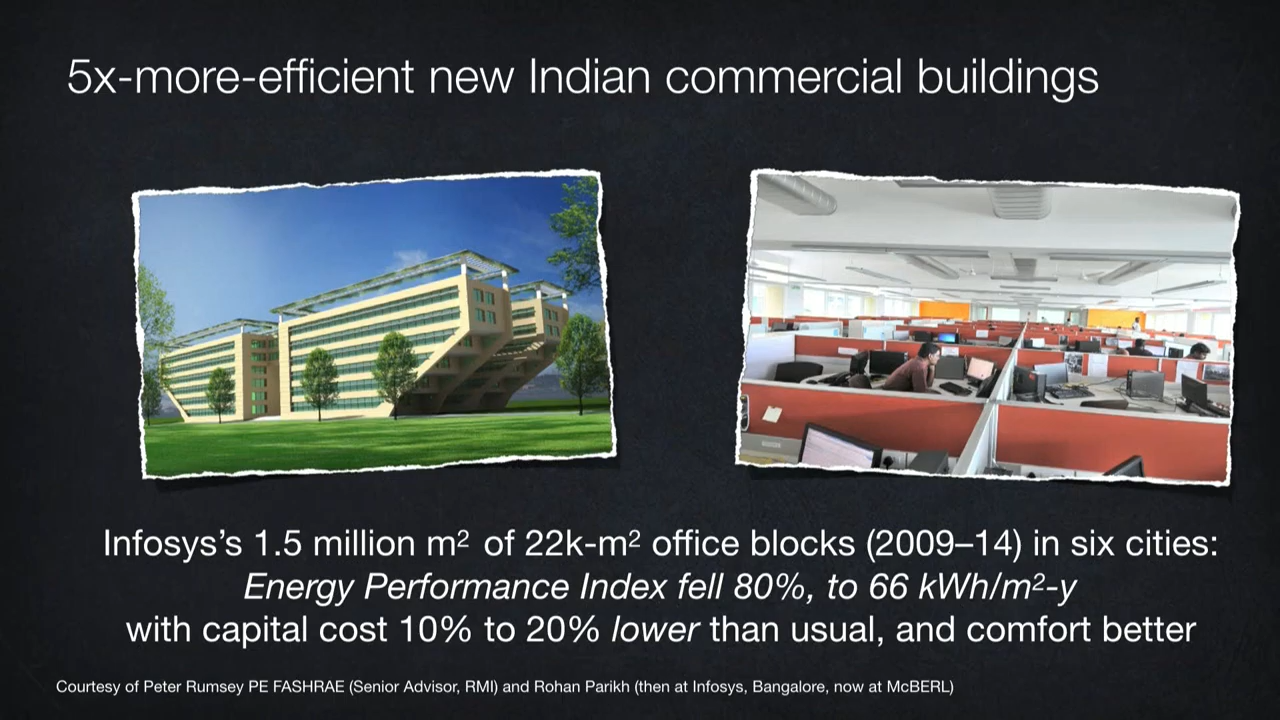 5x-more-efficient new Indian commercial buildings
Infosys's 1.5 million m² of 22k-m² office blocks (2009–14) in six cities:
Energy Performance Index fell 80%, to 66 kWh/m²-y
with capital cost 10% to 20% lower than usual, and comfort better
Courtesy of Peter Rumsey PE FASHRAE (Senior Advisor, RMI) and Rohan Parikh (then at Infosys, Bangalore, now at McBERL)